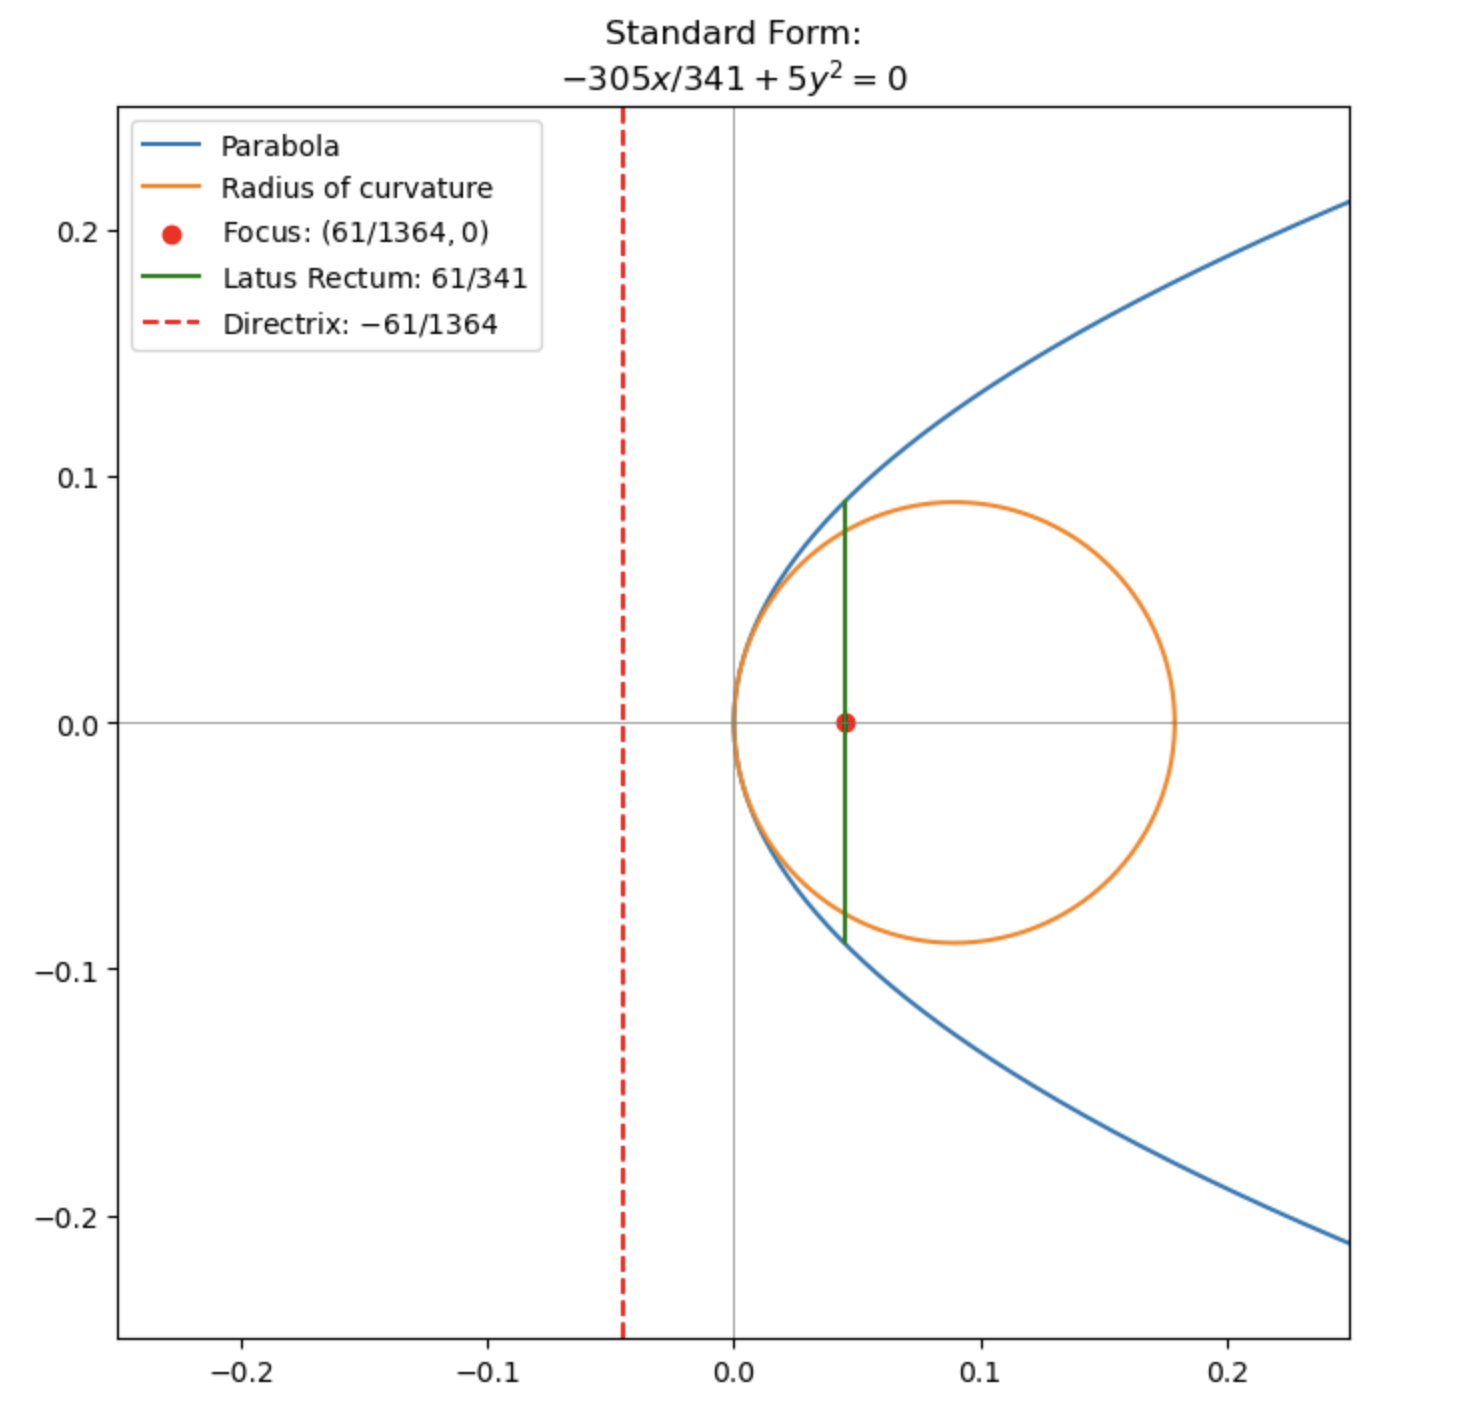 Standard Form:
−305x/341 + 5y² = 0
Parabola
Radius of curvature
Focus: (61/1364, 0)
Latus Rectum: 61/341
Directrix: −61/1364
0.2
0.1
0.0
−0.1
−0.2
−0.2
−0.1
0.0
0.1
0.2